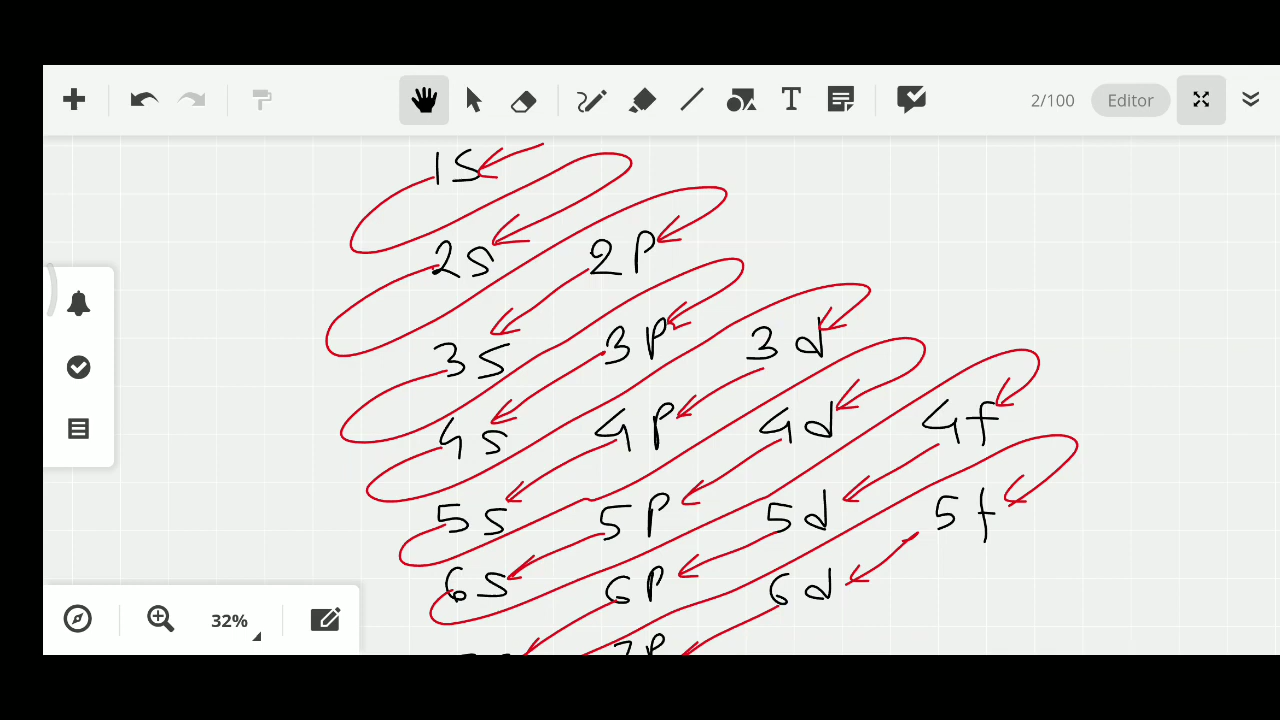 2/100 Editor
1S
2s 2p
3s 3p 3d
4s 4p 4d 4f
5s 5p 5d 5f
6s 6p 6d
7p
32%
T